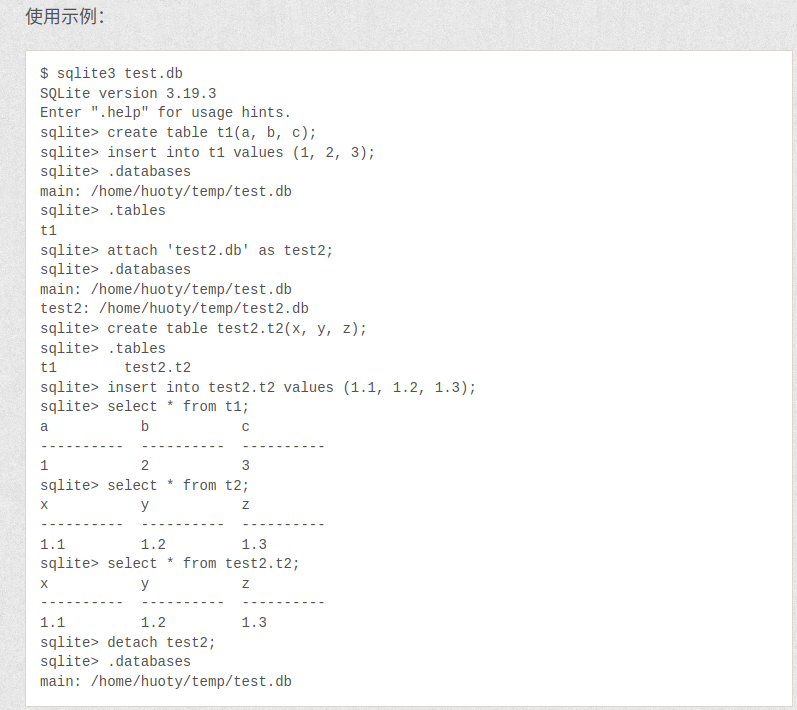 使用示例：
$ sqlite3 test.db
SQLite version 3.19.3
Enter ".help" for usage hints.
sqlite> create table t1(a, b, c);
sqlite> insert into t1 values (1, 2, 3);
sqlite> .databases
main: /home/huoty/temp/test.db
sqlite> .tables
t1
sqlite> attach 'test2.db' as test2;
sqlite> .databases
main: /home/huoty/temp/test.db
test2: /home/huoty/temp/test2.db
sqlite> create table test2.t2(x, y, z);
sqlite> .tables
t1        test2.t2
sqlite> insert into test2.t2 values (1.1, 1.2, 1.3);
sqlite> select * from t1;
a           b           c
----------  ----------  ----------
1           2           3
sqlite> select * from t2;
x           y           z
----------  ----------  ----------
1.1         1.2         1.3
sqlite> select * from test2.t2;
x           y           z
----------  ----------  ----------
1.1         1.2         1.3
sqlite> detach test2;
sqlite> .databases
main: /home/huoty/temp/test.db